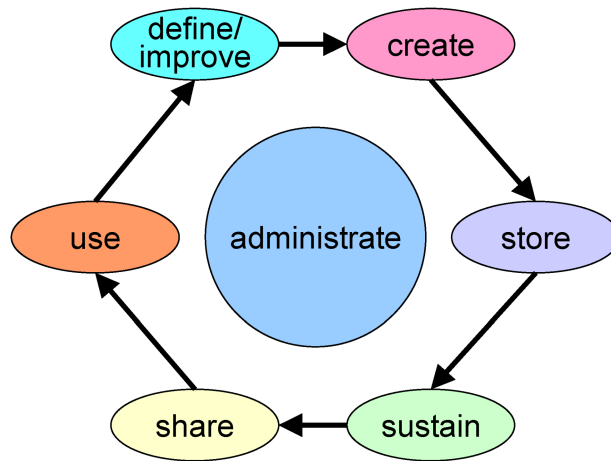 define/
improve
create
use
administrate
store
share
sustain